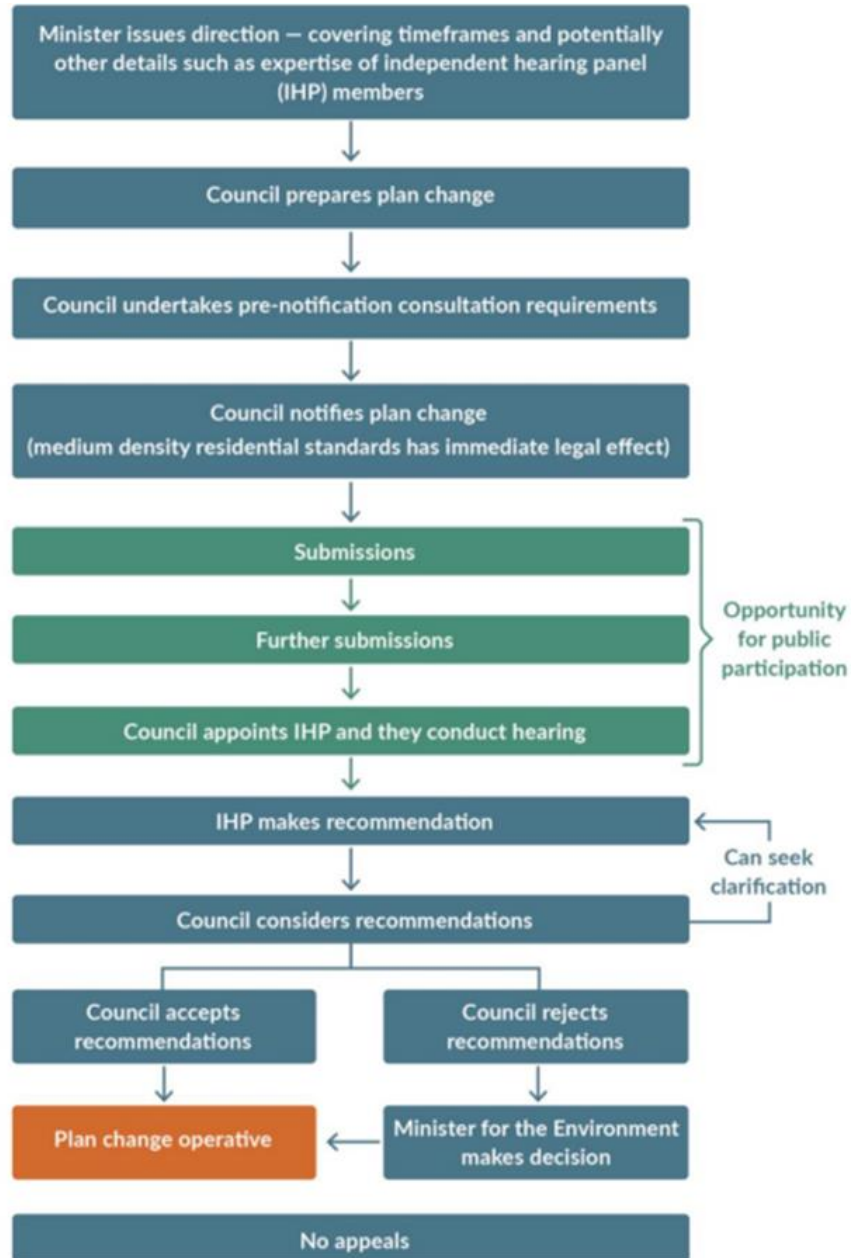 Minister issues direction — covering timeframes and potentially
other details such as expertise of independent hearing panel
(IHP) members
Council prepares plan change
Council undertakes pre-notification consultation requirements
Council notifies plan change
(medium density residential standards has immediate legal effect)
Submissions
Further submissions
Council appoints IHP and they conduct hearing
Opportunity
for public
participation
IHP makes recommendation
Can seek
clarification
Council considers recommendations
Council accepts
recommendations
Council rejects
recommendations
Plan change operative
Minister for the Environment
makes decision
No appeals